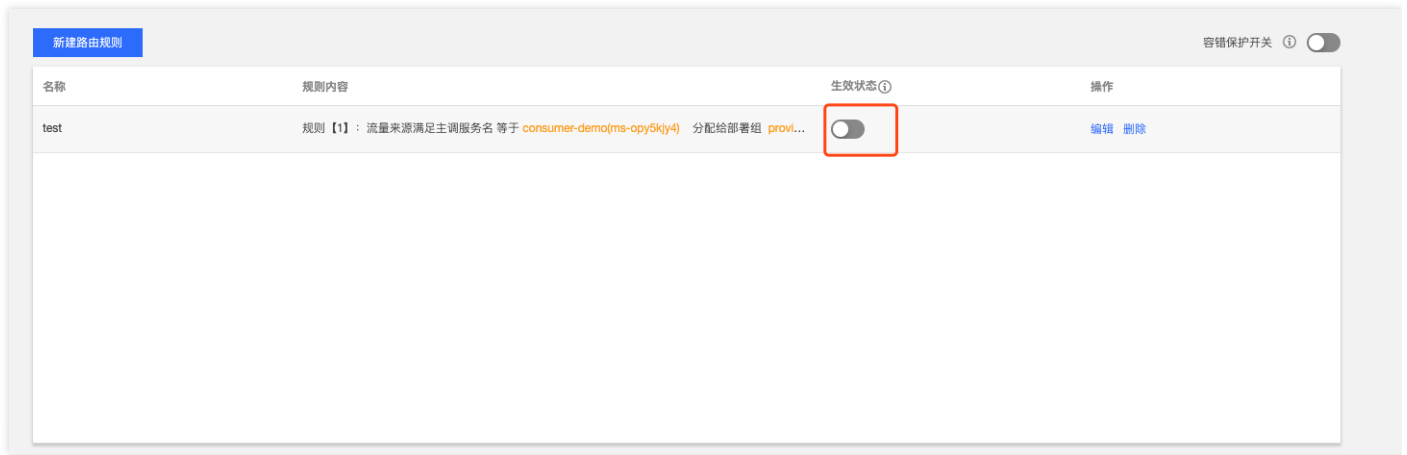 新建路由规则
容错保护开关
名称 规则内容 生效状态 操作
test 规则【1】: 流量来源满足主调服务名 等于 consumer-demo(ms-opy5kjy4) 分配给部署组 provi... 编辑 删除